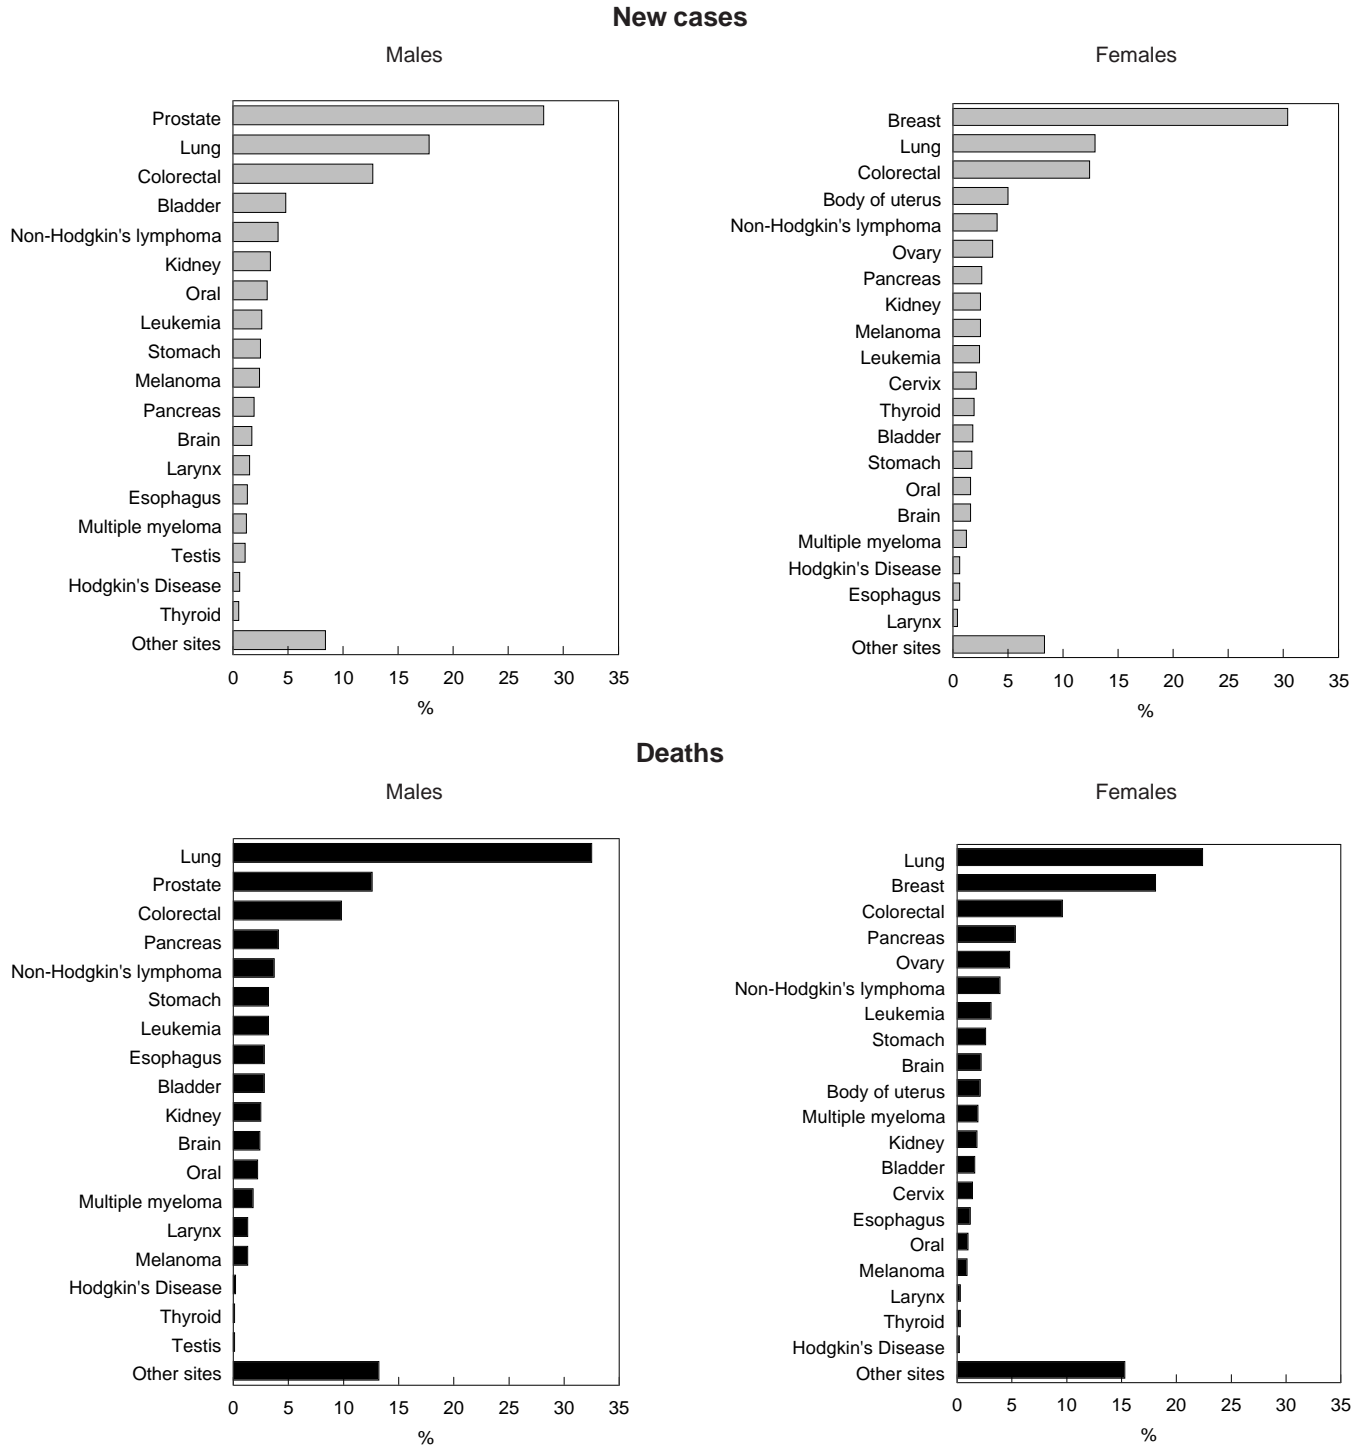 New cases
Males
Prostate
Lung
Colorectal
Bladder
Non-Hodgkin's lymphoma
Kidney
Oral
Leukemia
Stomach
Melanoma
Pancreas
Brain
Larynx
Esophagus
Multiple myeloma
Testis
Hodgkin's Disease
Thyroid
Other sites
0 5 10 15 20 25 30 35
%
Females
Breast
Lung
Colorectal
Body of uterus
Non-Hodgkin's lymphoma
Ovary
Pancreas
Kidney
Melanoma
Leukemia
Cervix
Thyroid
Bladder
Stomach
Oral
Brain
Multiple myeloma
Hodgkin's Disease
Esophagus
Larynx
Other sites
0 5 10 15 20 25 30 35
%
Deaths
Males
Lung
Prostate
Colorectal
Pancreas
Non-Hodgkin's lymphoma
Stomach
Leukemia
Esophagus
Bladder
Kidney
Brain
Oral
Multiple myeloma
Larynx
Melanoma
Hodgkin's Disease
Thyroid
Testis
Other sites
0 5 10 15 20 25 30 35
%
Females
Lung
Breast
Colorectal
Pancreas
Ovary
Non-Hodgkin's lymphoma
Leukemia
Stomach
Brain
Body of uterus
Multiple myeloma
Kidney
Bladder
Cervix
Esophagus
Oral
Melanoma
Larynx
Thyroid
Hodgkin's Disease
Other sites
0 5 10 15 20 25 30 35
%